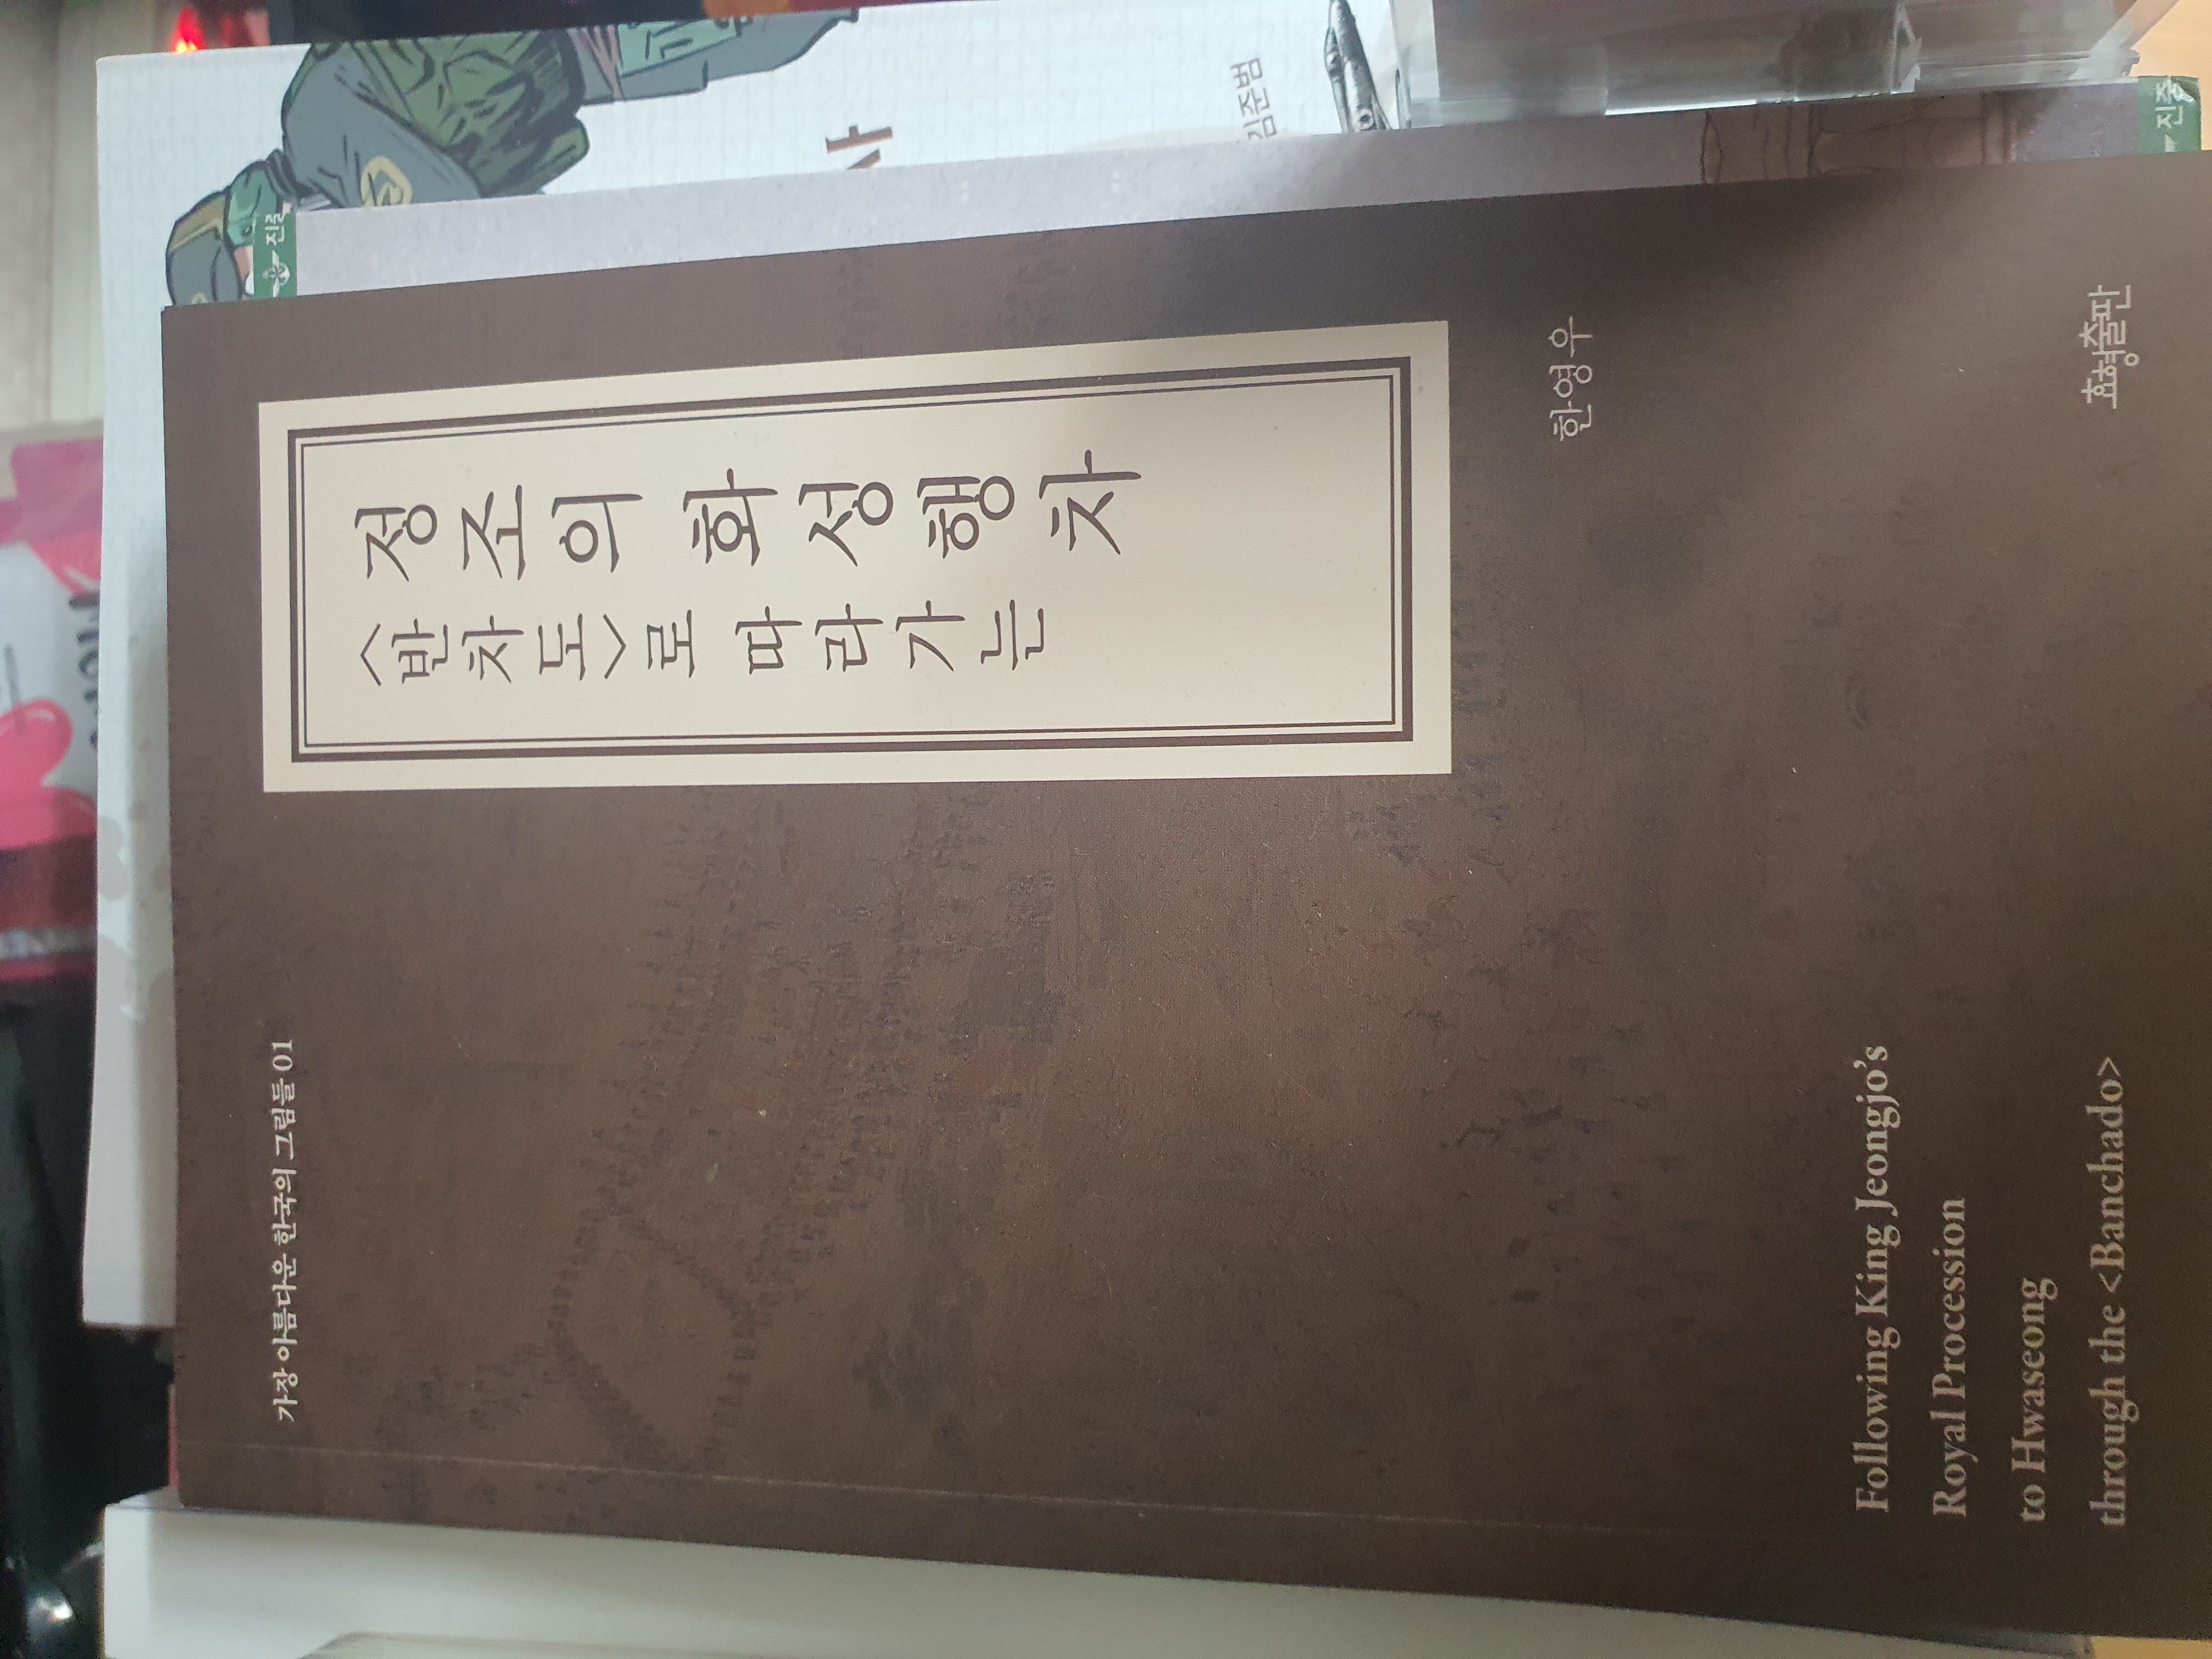 가장 아름다운 한국의 그림들 01
〈반차도〉로 따라가는
정조의 화성행차
한영우
효형출판
Following King Jeongjo's
Royal Procession
to Hwaseong
through the <Banchado>
김준범
사